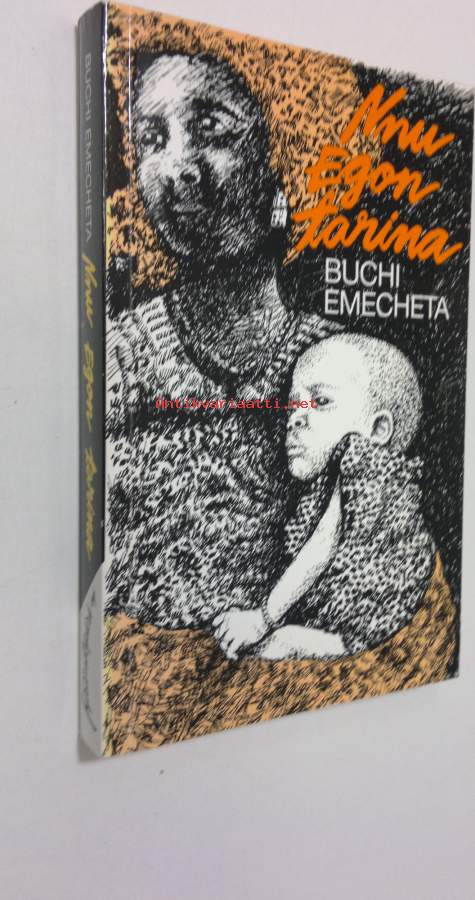 Nnu
Egon
tarina
BUCHI
EMECHETA
BUCHI EMECHETA Nnu Egon tarina
Antikvariaatti.net